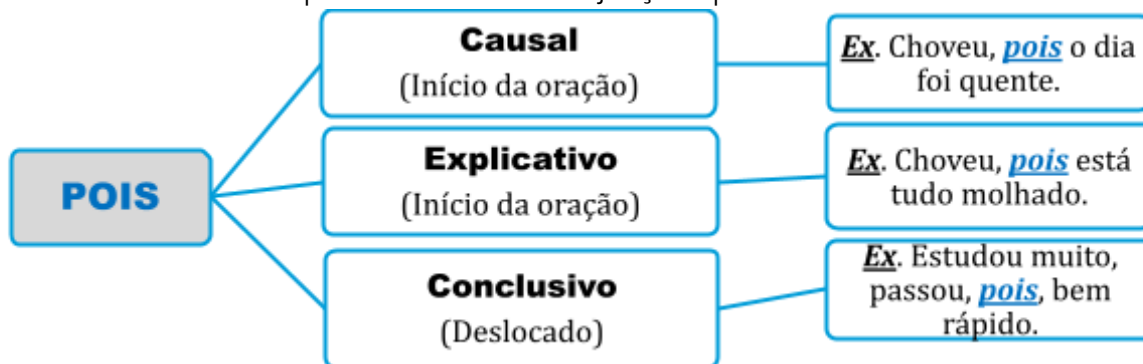 Causal
(Início da oração)
Ex. Choveu, pois o dia
foi quente.
POIS
Explicativo
(Início da oração)
Ex. Choveu, pois está
tudo molhado.
Conclusivo
(Deslocado)
Ex. Estudou muito,
passou, pois, bem
rápido.